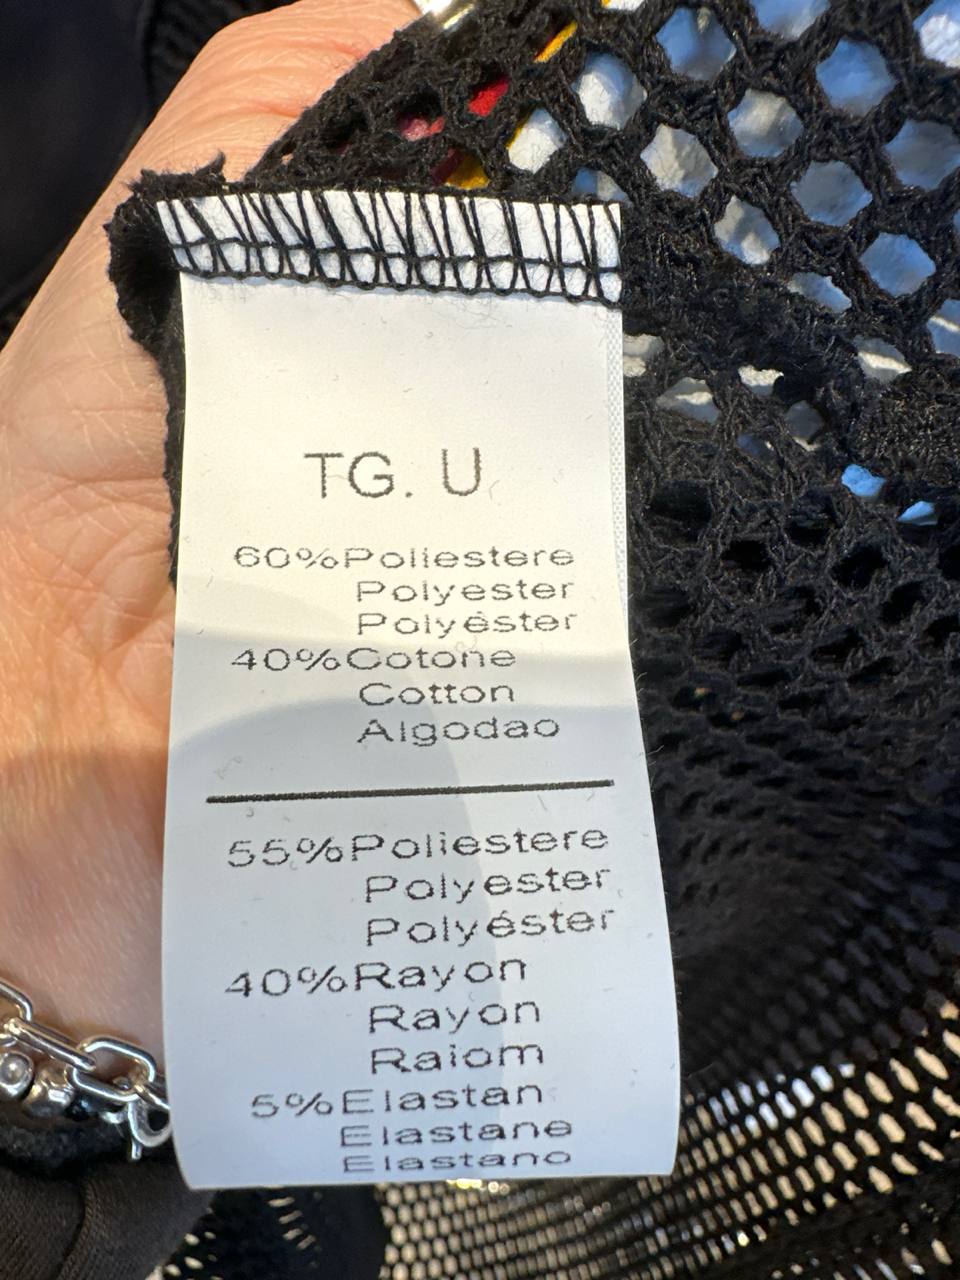 TG. U
60%Poliestere
Polyester
Polyéster
40%Cotone
Cotton
Algodao
55%Poliestere
Polyester
Polyéster
40%Rayon
Rayon
Raiom
5%Elastan
Elastane
Elastano